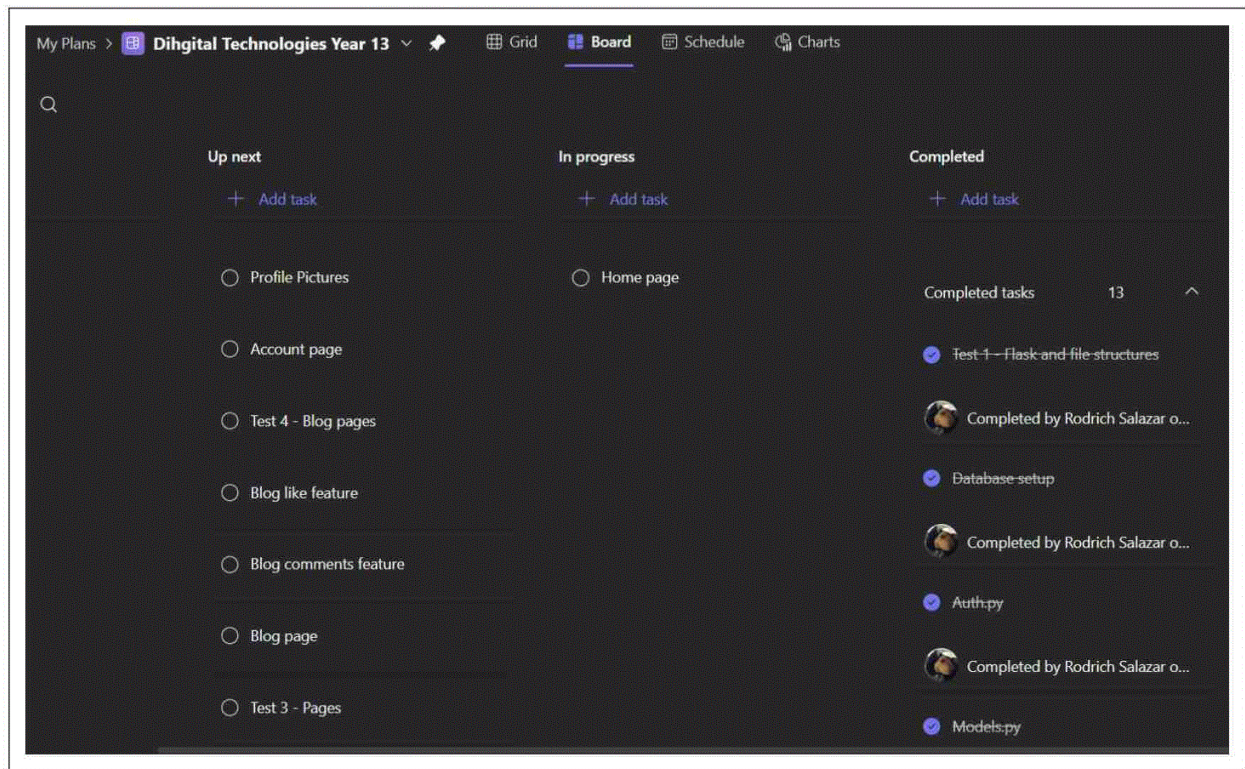 My Plans > Dihgital Technologies Year 13
Grid
Board
Schedule
Charts
Up next
+ Add task
Profile Pictures
Account page
Test 4 - Blog pages
Blog like feature
Blog comments feature
Blog page
Test 3 - Pages
In progress
+ Add task
Home page
Completed
+ Add task
Completed tasks 13
Test 1 - Flask and file structures
Completed by Rodrich Salazar o...
Database setup
Completed by Rodrich Salazar o...
Auth.py
Completed by Rodrich Salazar o...
Models.py